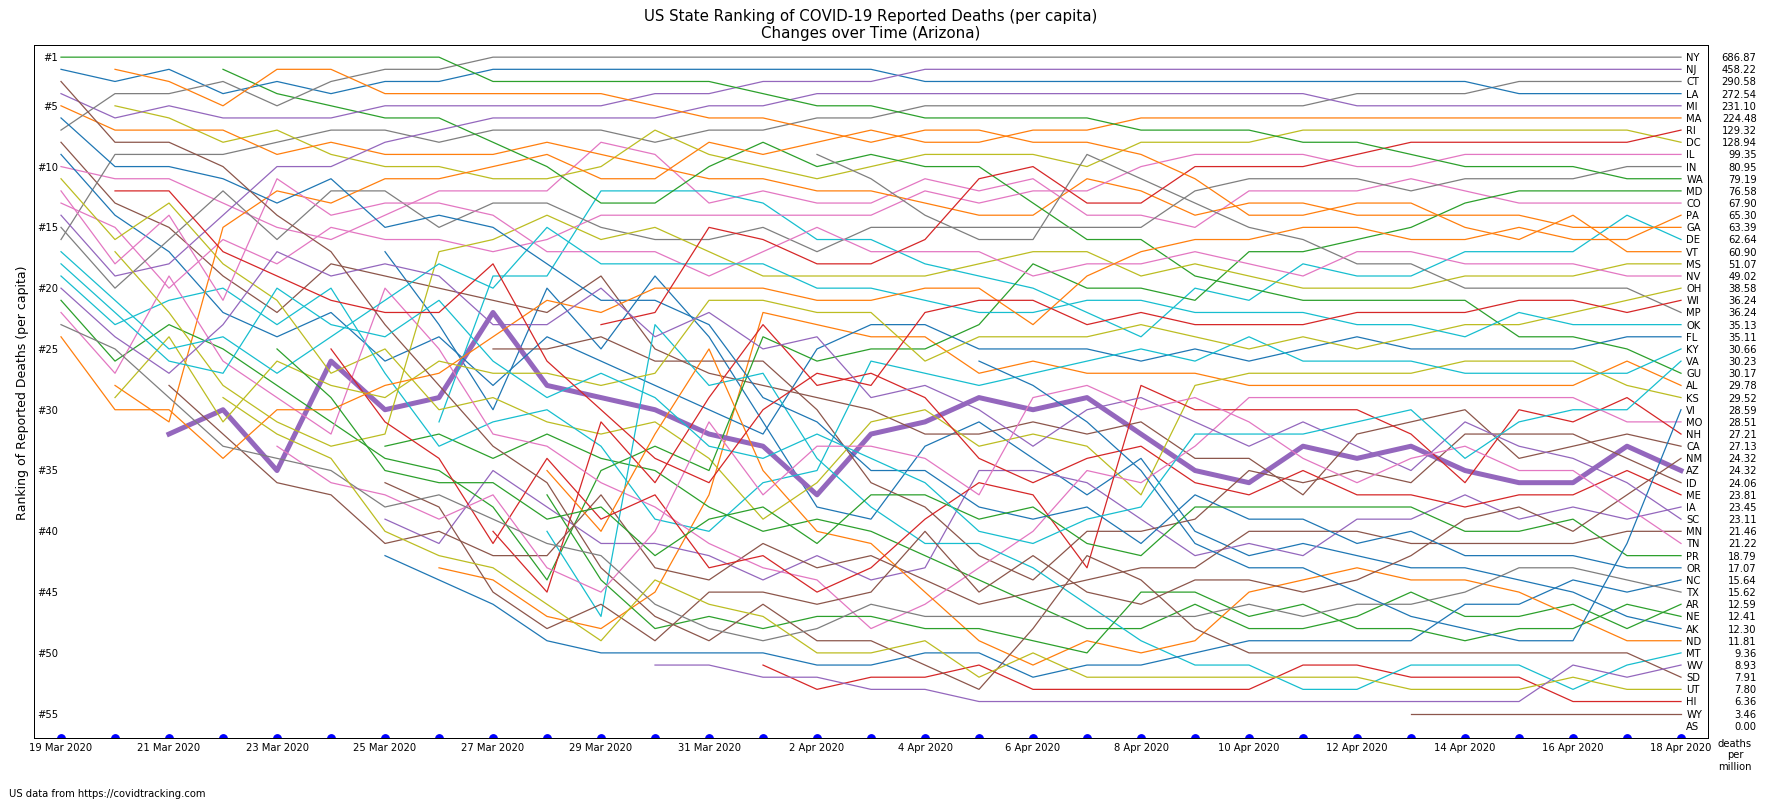 US State Ranking of COVID-19 Reported Deaths (per capita)
Changes over Time (Arizona)
Ranking of Reported Deaths (per capita)
#1
#5
#10
#15
#20
#25
#30
#35
#40
#45
#50
#55
NY 686.87
NJ 458.22
CT 290.58
LA 272.54
MI 231.10
MA 224.48
RI 129.32
DC 128.94
IL 99.35
IN 80.95
WA 79.19
MD 76.58
CO 67.90
PA 65.30
GA 63.39
DE 62.64
VT 60.90
MS 51.07
NV 49.02
OH 38.58
WI 36.24
MP 36.24
OK 35.13
FL 35.11
KY 30.66
VA 30.23
GU 30.17
AL 29.78
KS 29.52
VI 28.59
MO 28.51
NH 27.21
CA 27.13
NM 24.32
AZ 24.32
ID 24.06
ME 23.81
IA 23.45
SC 23.11
MN 21.46
TN 21.22
PR 18.79
OR 17.07
NC 15.64
TX 15.62
AR 12.59
NE 12.41
AK 12.30
ND 11.81
MT 9.36
WV 8.93
SD 7.91
UT 7.80
HI 6.36
WY 3.46
AS 0.00
19 Mar 2020 21 Mar 2020 23 Mar 2020 25 Mar 2020 27 Mar 2020 29 Mar 2020 31 Mar 2020 2 Apr 2020 4 Apr 2020 6 Apr 2020 8 Apr 2020 10 Apr 2020 12 Apr 2020 14 Apr 2020 16 Apr 2020 18 Apr 2020
deaths
per
million
US data from https://covidtracking.com